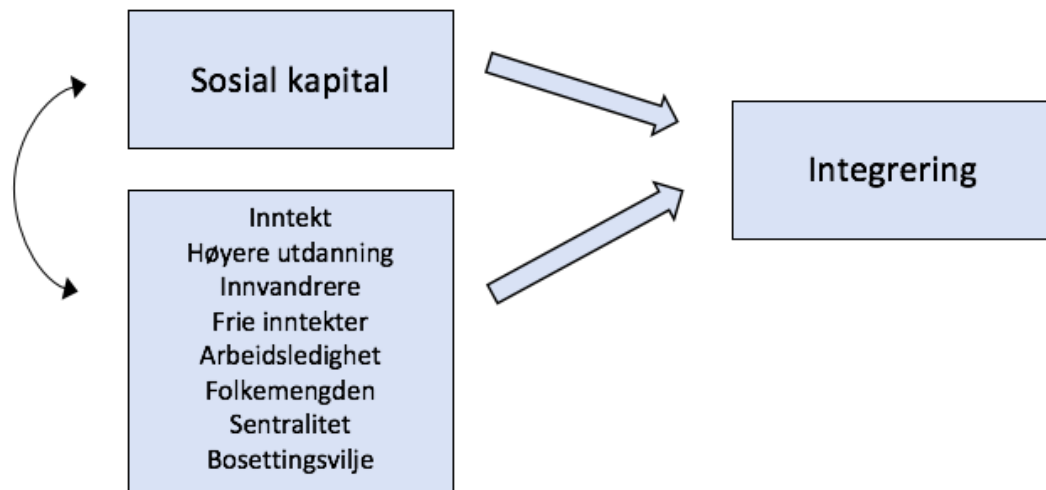 Sosial kapital
Integrering
Inntekt
Høyere utdanning
Innvandrere
Frie inntekter
Arbeidsledighet
Folkemengden
Sentralitet
Bosettingsvilje